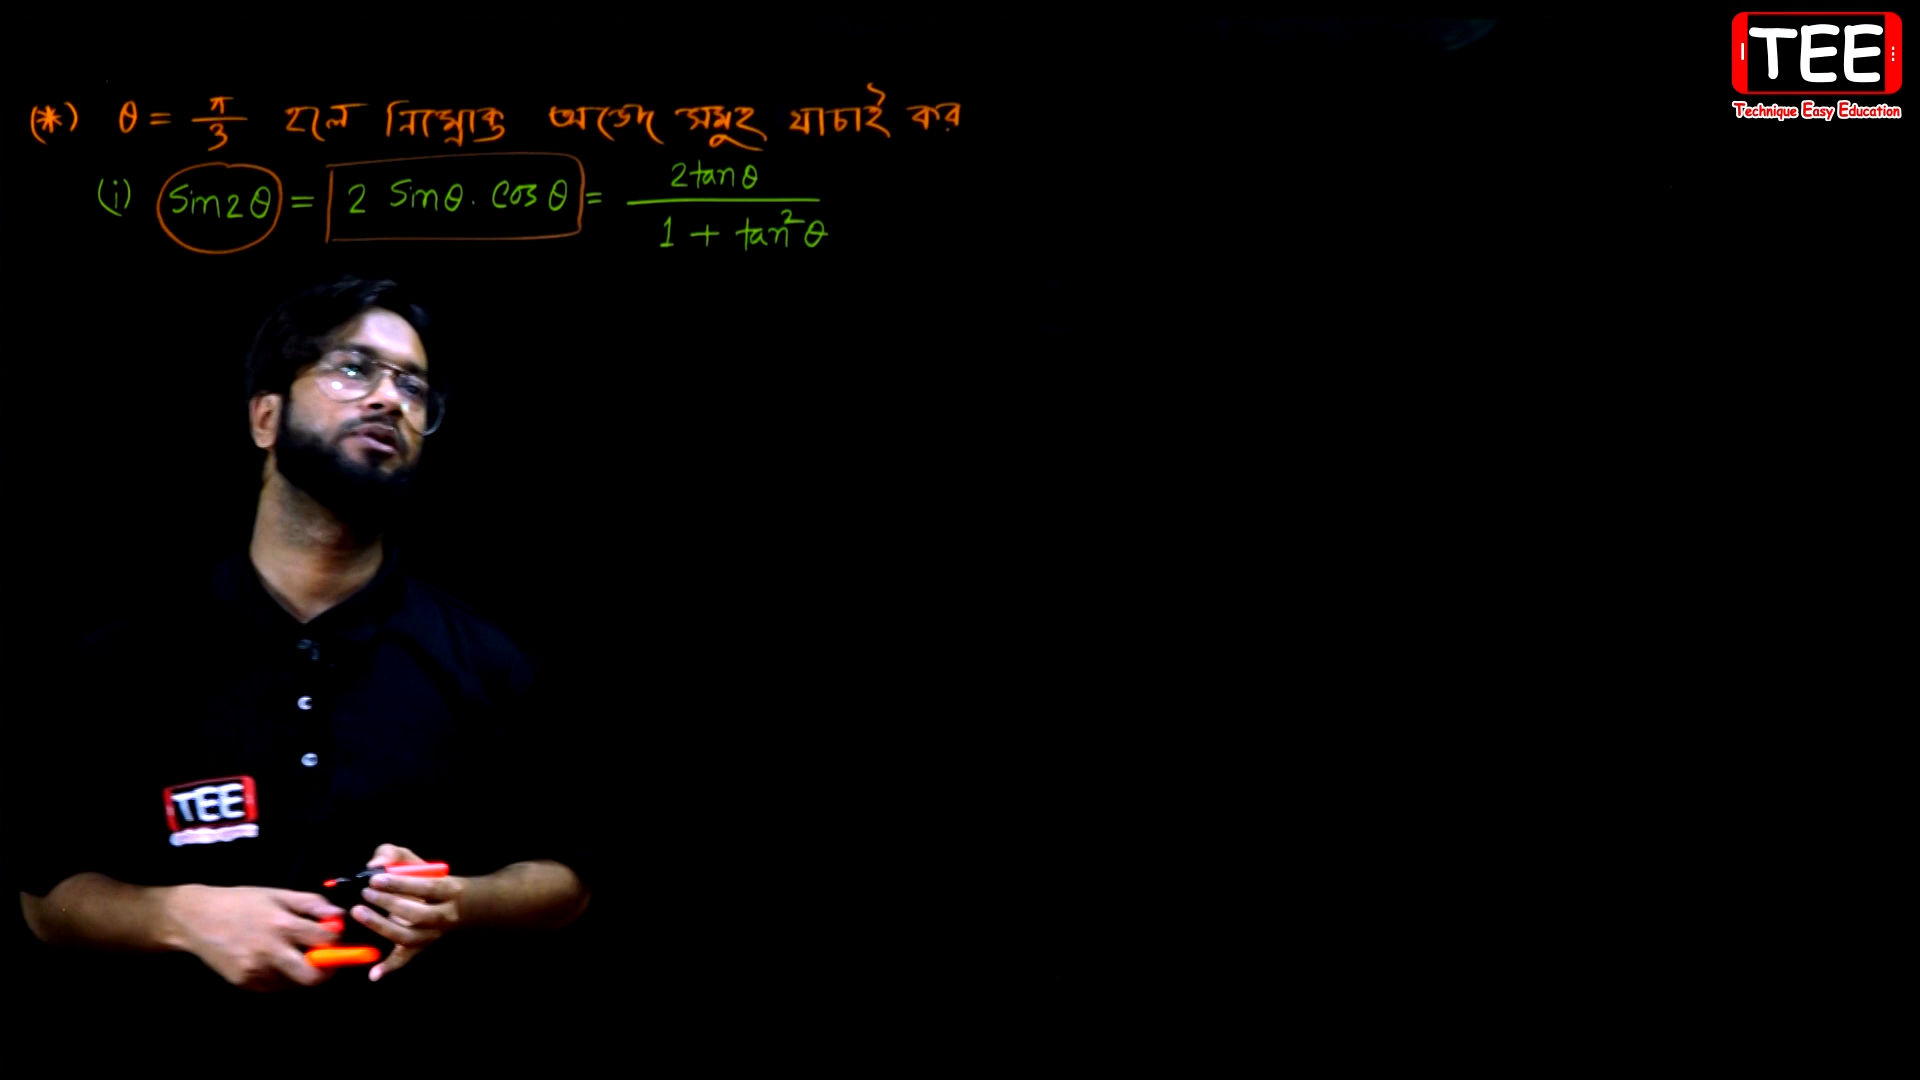 TEE
Technique Easy Education
(*) θ = π/3 হলে নিম্নোক্ত অভেদ সমূহ যাচাই কর
(i) Sin2θ = 2 Sinθ. Cosθ = 2tanθ / 1 + tan²θ
TEE